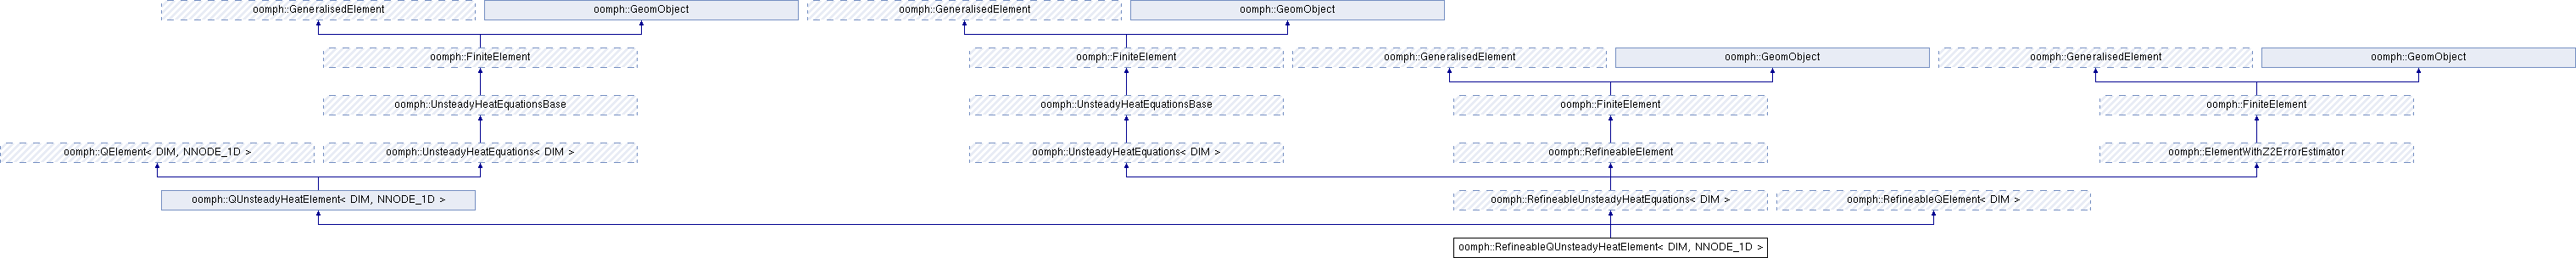 oomph::GeneralisedElement
oomph::GeomObject
oomph::GeneralisedElement
oomph::GeomObject
oomph::FiniteElement
oomph::FiniteElement
oomph::GeneralisedElement
oomph::GeomObject
oomph::GeneralisedElement
oomph::GeomObject
oomph::UnsteadyHeatEquationsBase
oomph::UnsteadyHeatEquationsBase
oomph::FiniteElement
oomph::FiniteElement
oomph::QElement< DIM, NNODE_1D >
oomph::UnsteadyHeatEquations< DIM >
oomph::UnsteadyHeatEquations< DIM >
oomph::RefineableElement
oomph::ElementWithZ2ErrorEstimator
oomph::QUnsteadyHeatElement< DIM, NNODE_1D >
oomph::RefineableUnsteadyHeatEquations< DIM >
oomph::RefineableQElement< DIM >
oomph::RefineableQUnsteadyHeatElement< DIM, NNODE_1D >